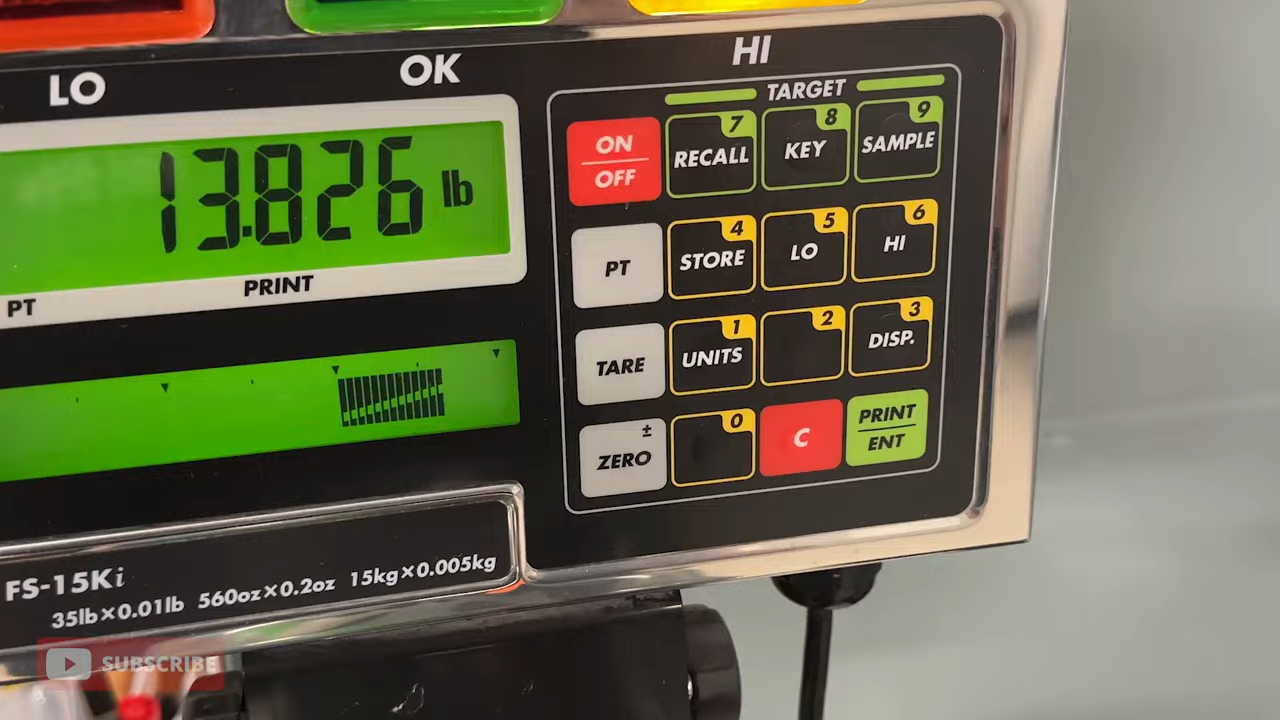 LO OK HI
13.826 lb
PT PRINT
TARGET
ON OFF
7 RECALL
8 KEY
9 SAMPLE
PT
4 STORE
5 LO
6 HI
TARE
1 UNITS
2
3 DISP.
± ZERO
0
C
PRINT ENT
FS-15Ki
35lb×0.01lb 560oz×0.2oz 15kg×0.005kg
SUBSCRIBE